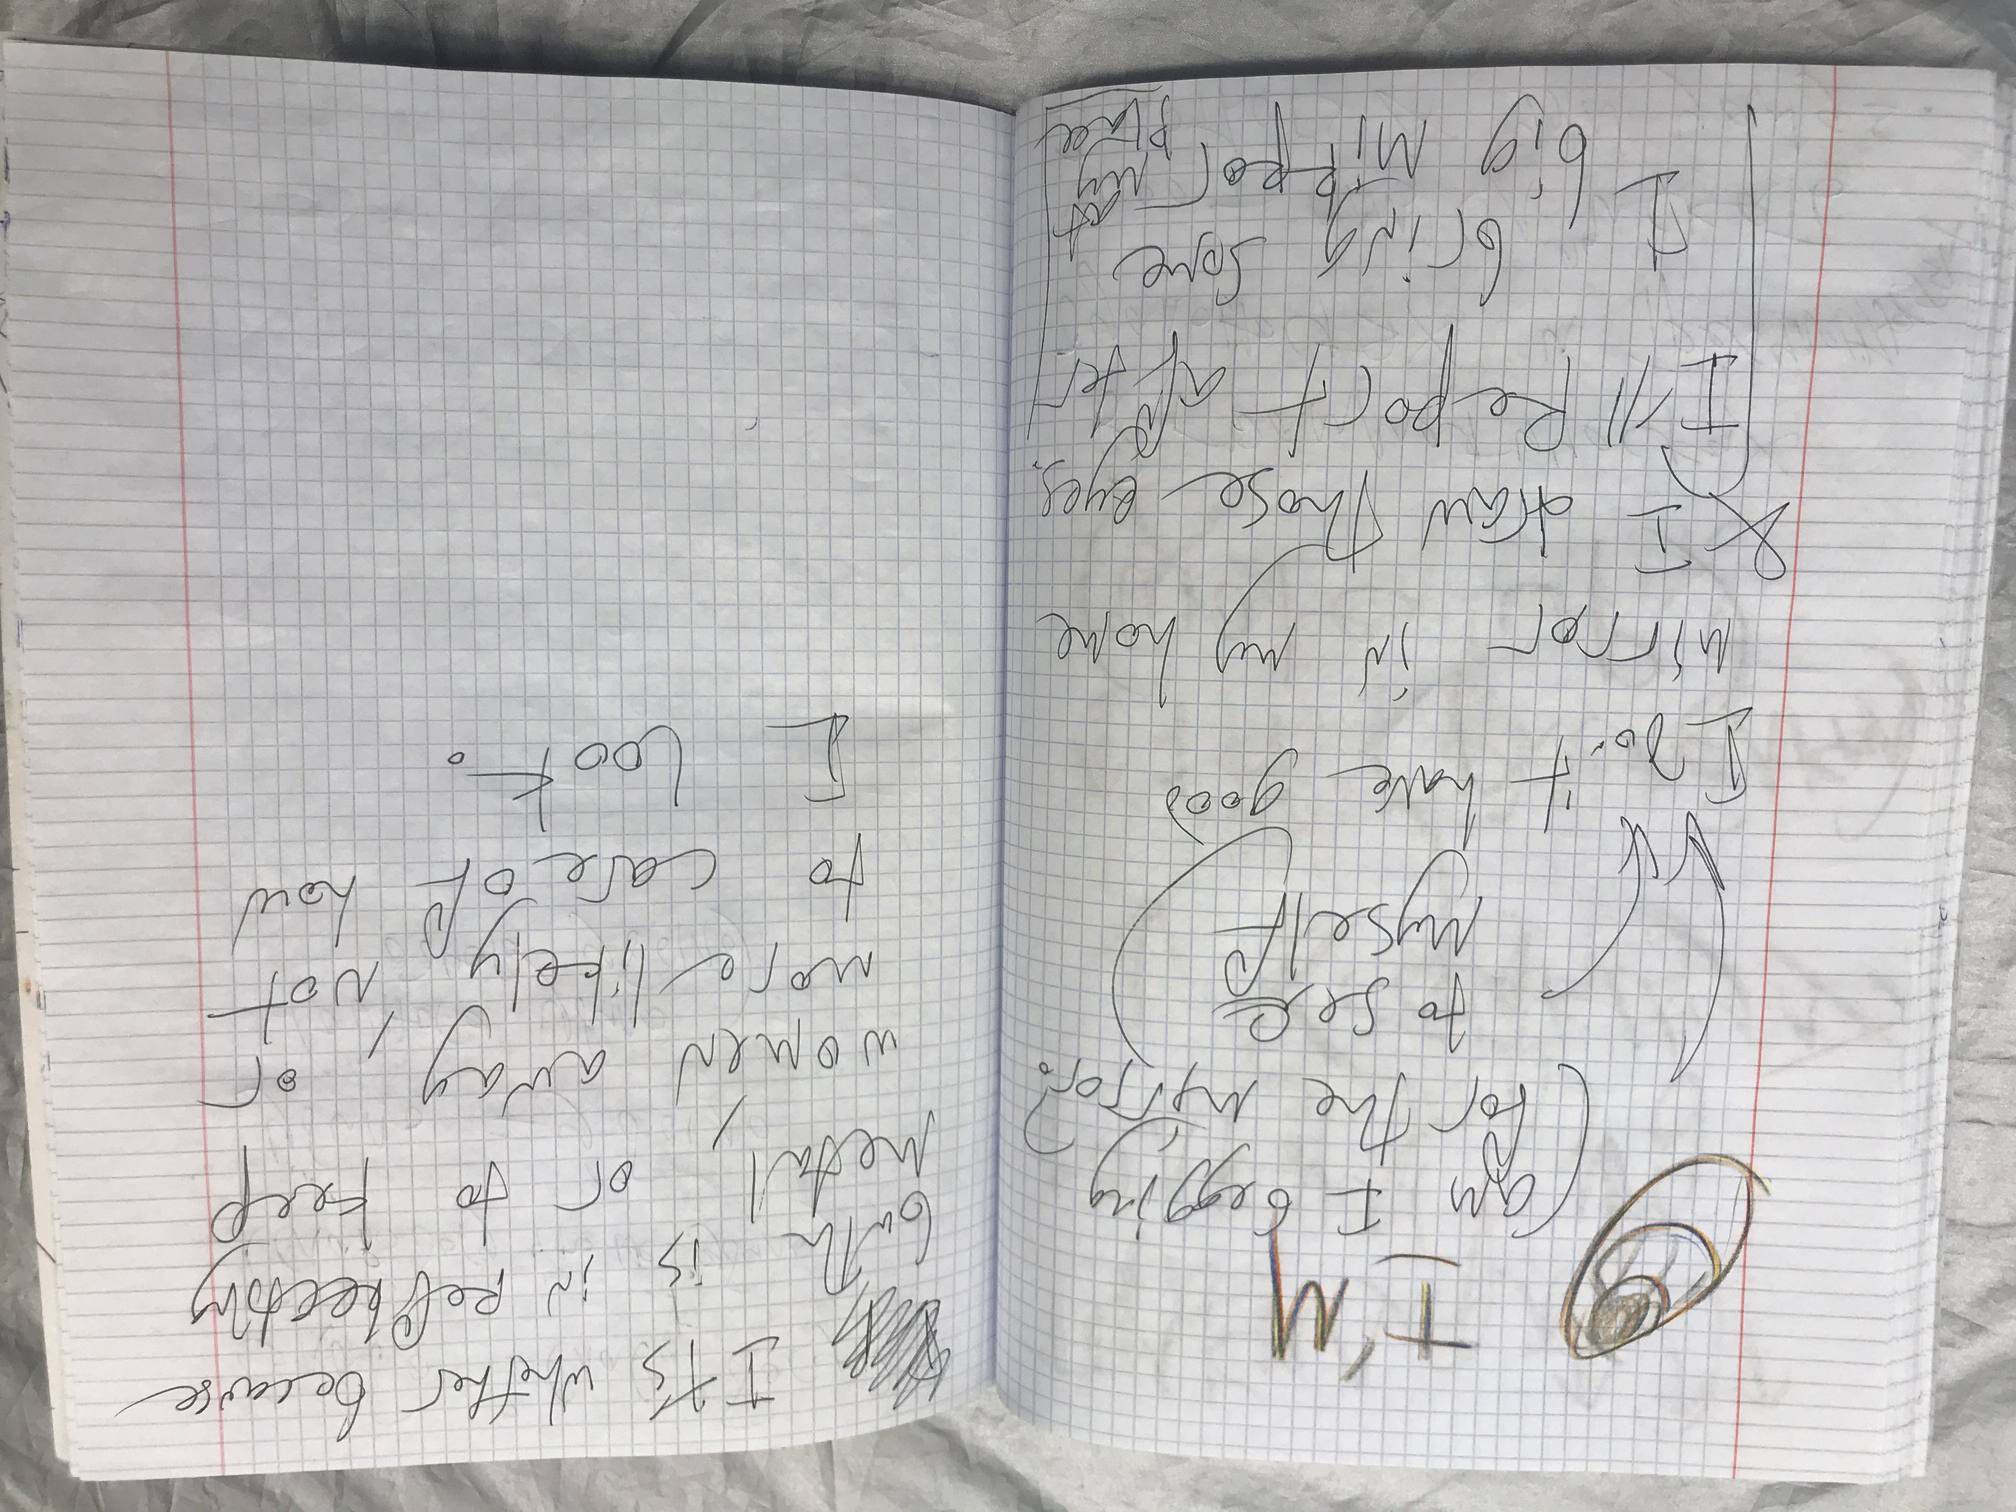 I'M
(am I begging
for the mirror?)
to see
myself
I Don't have good
mirror in my home
& I draw those eyes.
I'll Report after
I bring some
big MiRRor at my place
It's whether because
bath is in Reflecting
metal, or to keep
women, away, or
more likely, Not
to care of how
I look.